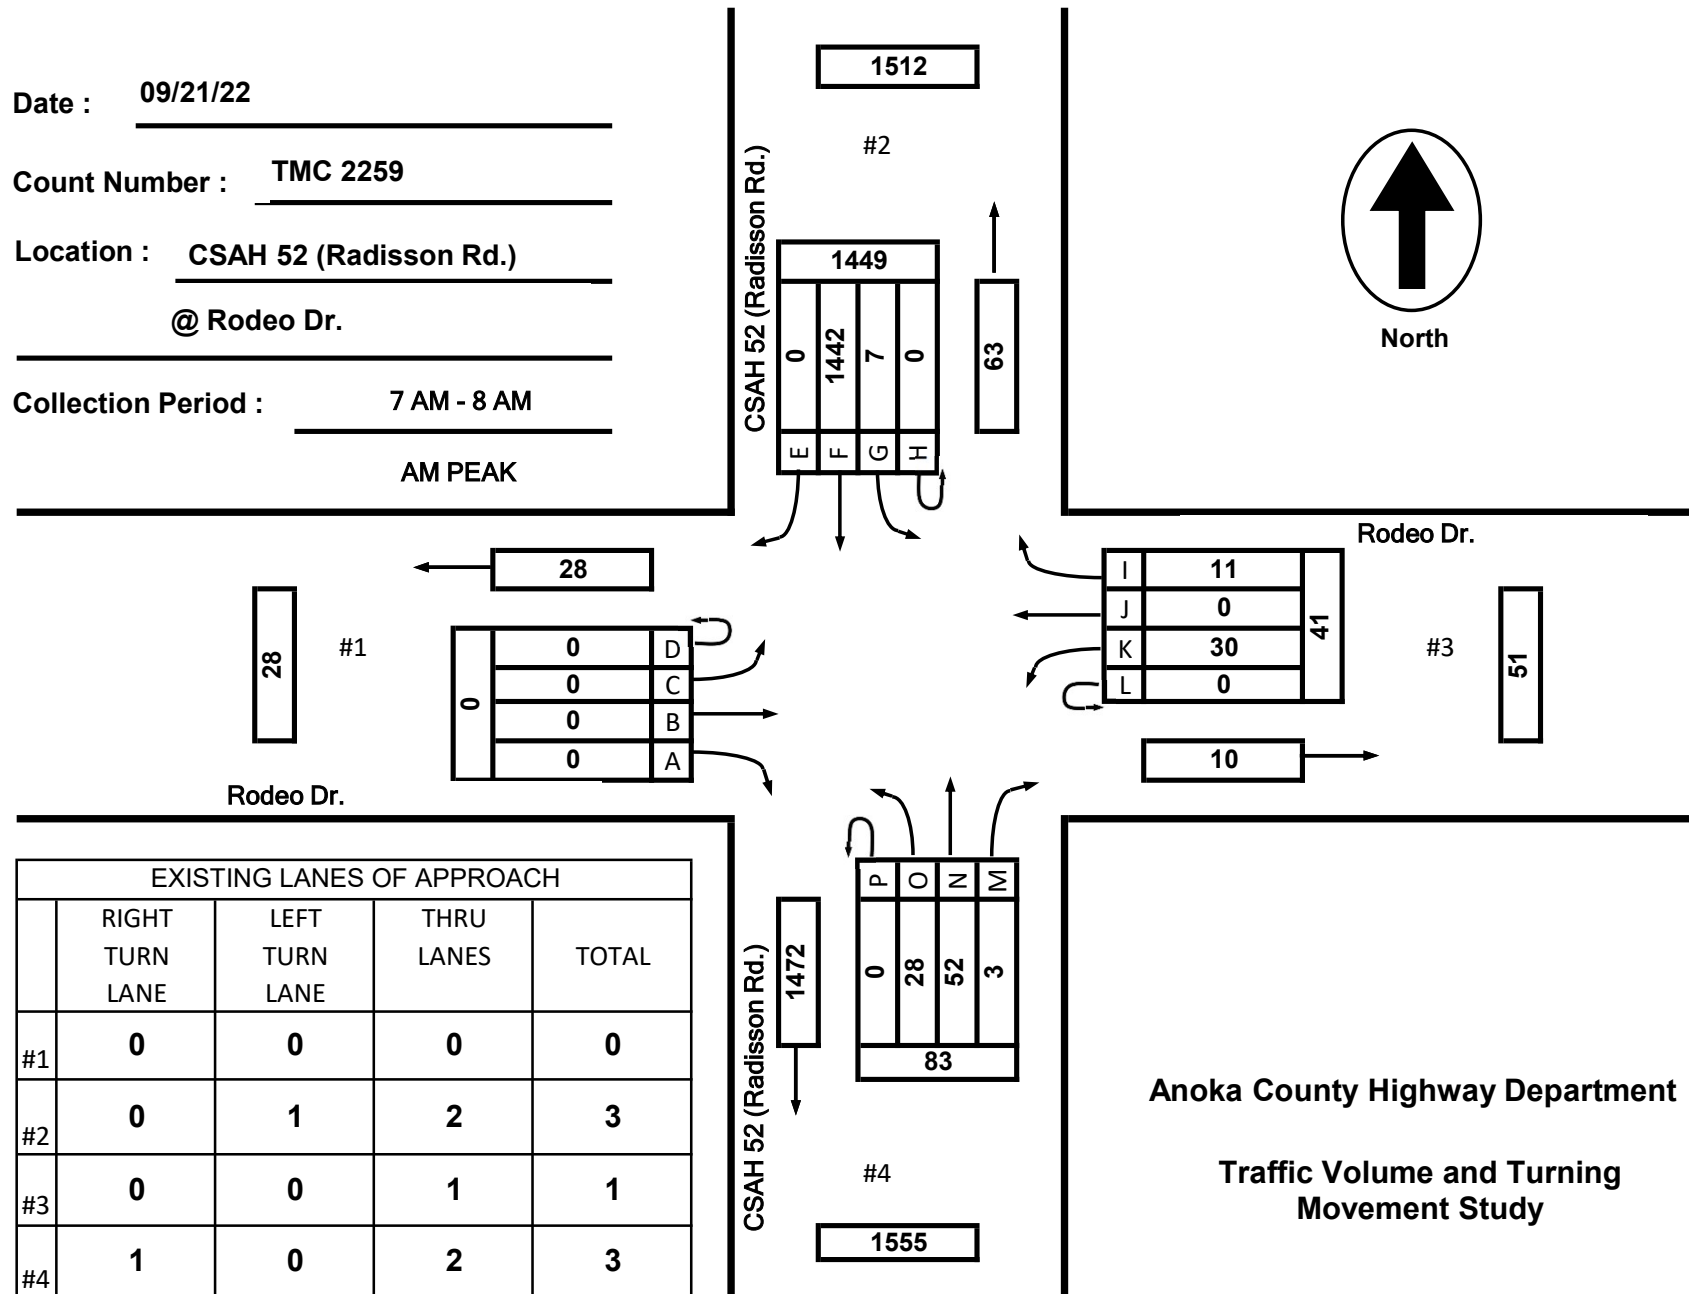 Date : 09/21/22
Count Number : TMC 2259
Location : CSAH 52 (Radisson Rd.)
@ Rodeo Dr.
Collection Period : 7 AM - 8 AM
AM PEAK
1512
#2
CSAH 52 (Radisson Rd.)
1449
0 1442 7 0
E F G H
63
North
Rodeo Dr.
28
28
#1
0
0 D
0 C
0 B
0 A
Rodeo Dr.
I 11
J 0
K 30
L 0
41
#3
51
10
P O N M
0 28 52 3
83
1472
CSAH 52 (Radisson Rd.)
#4
1555
EXISTING LANES OF APPROACH
RIGHT TURN LANE LEFT TURN LANE THRU LANES TOTAL
#1 0 0 0 0
#2 0 1 2 3
#3 0 0 1 1
#4 1 0 2 3
Anoka County Highway Department
Traffic Volume and Turning
Movement Study